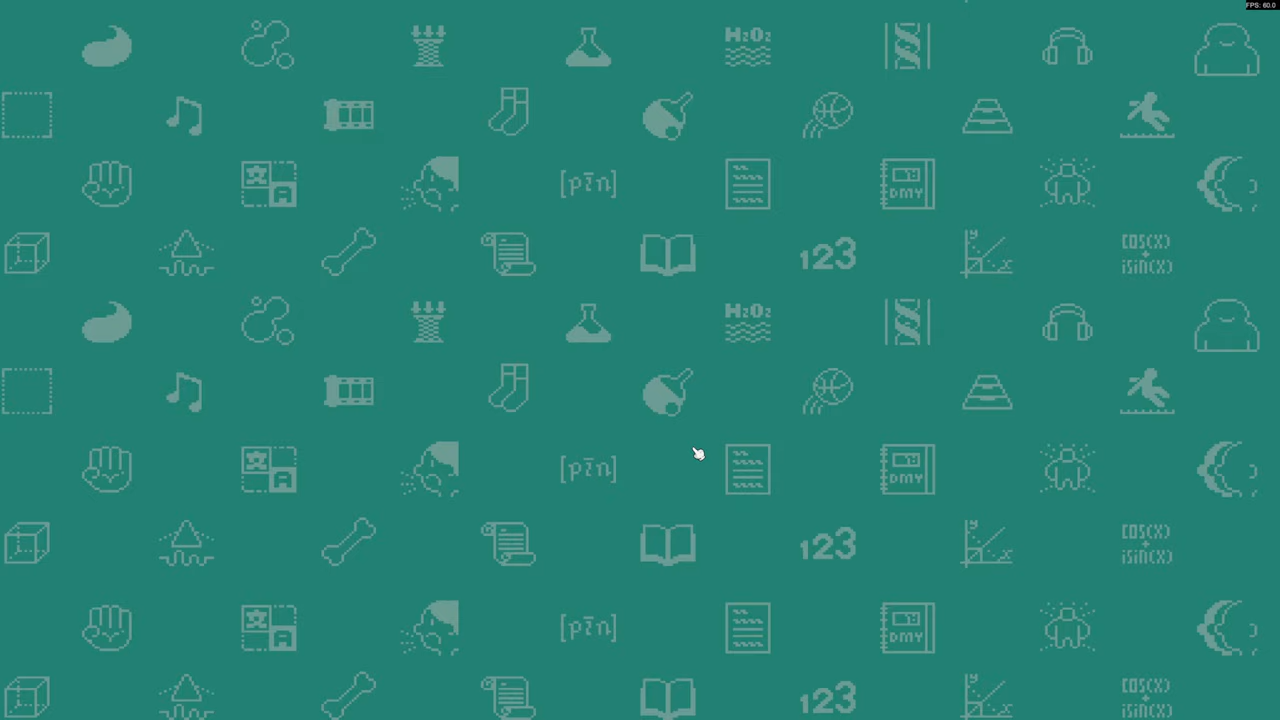 FPS: 60.0
H2O2
[pīn]
DMY
123
y
x
cos(x)
+
isin(x)
H2O2
[pīn]
DMY
123
y
x
cos(x)
+
isin(x)
[pīn]
DMY
123
y
x
cos(x)
+
isin(x)